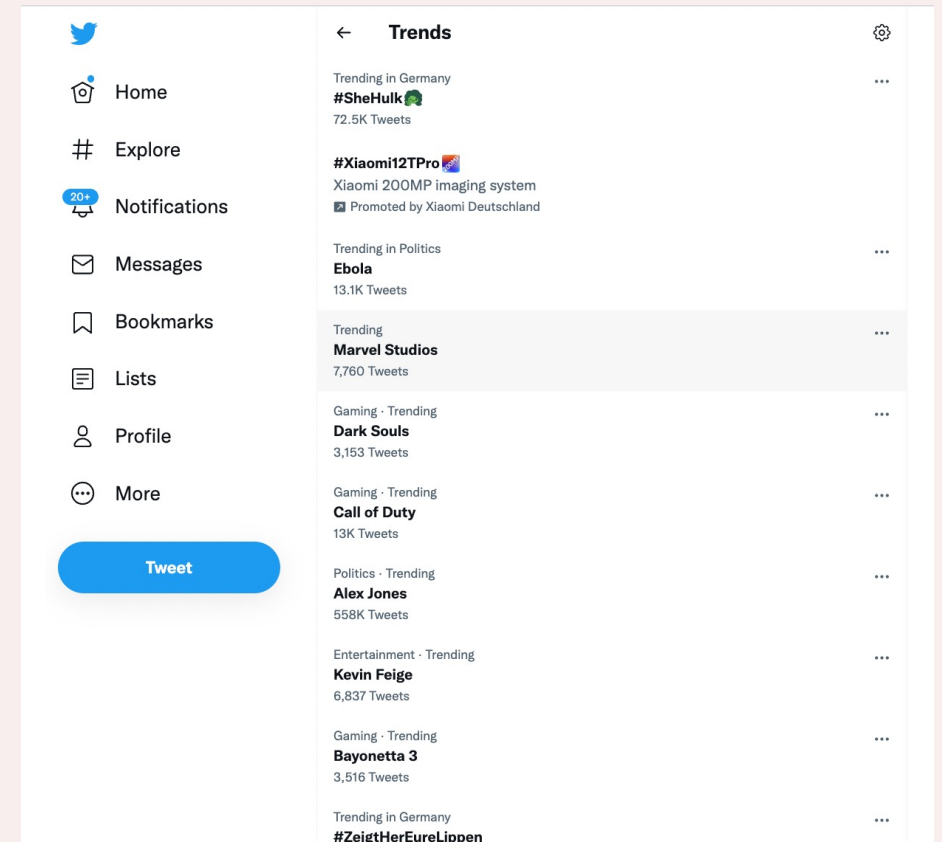 Home
Explore
20+
Notifications
Messages
Bookmarks
Lists
Profile
More
Tweet
Trends
Trending in Germany
#SheHulk
72.5K Tweets
#Xiaomi12TPro
Xiaomi 200MP imaging system
Promoted by Xiaomi Deutschland
Trending in Politics
Ebola
13.1K Tweets
Trending
Marvel Studios
7,760 Tweets
Gaming · Trending
Dark Souls
3,153 Tweets
Gaming · Trending
Call of Duty
13K Tweets
Politics · Trending
Alex Jones
558K Tweets
Entertainment · Trending
Kevin Feige
6,837 Tweets
Gaming · Trending
Bayonetta 3
3,516 Tweets
Trending in Germany
#ZeigtHerEureLippen